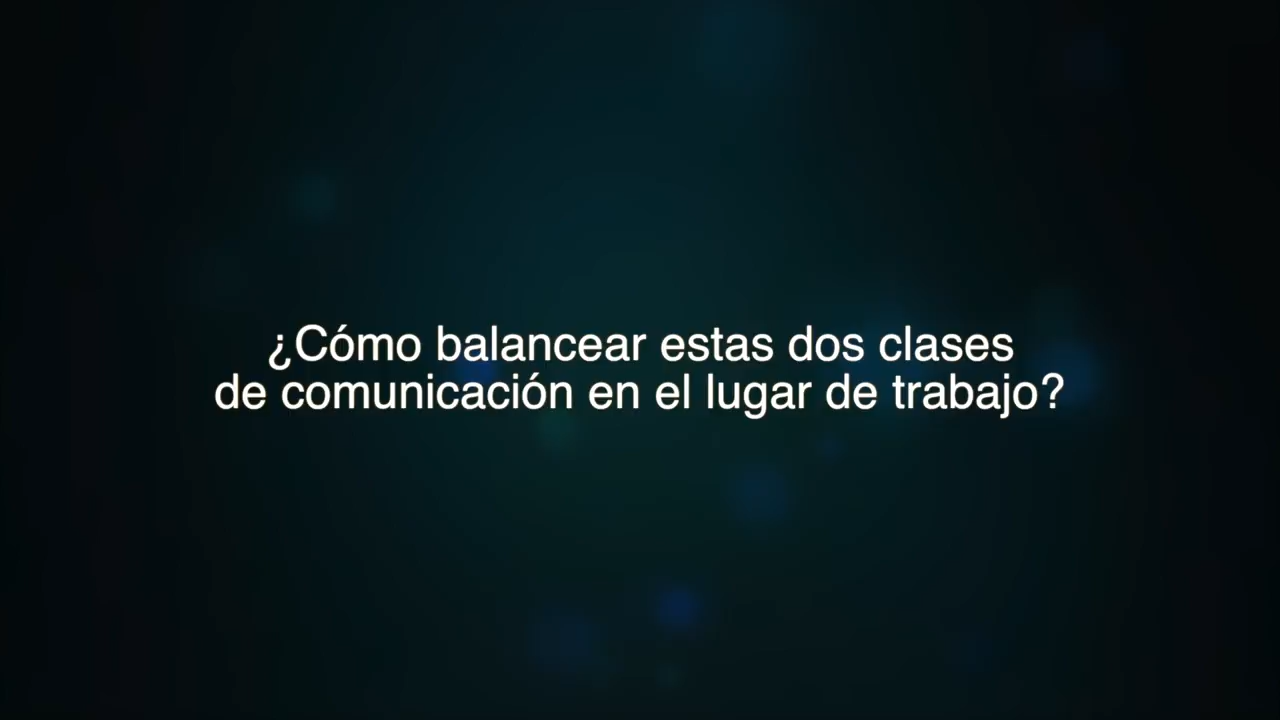 ¿Cómo balancear estas dos clases
de comunicación en el lugar de trabajo?